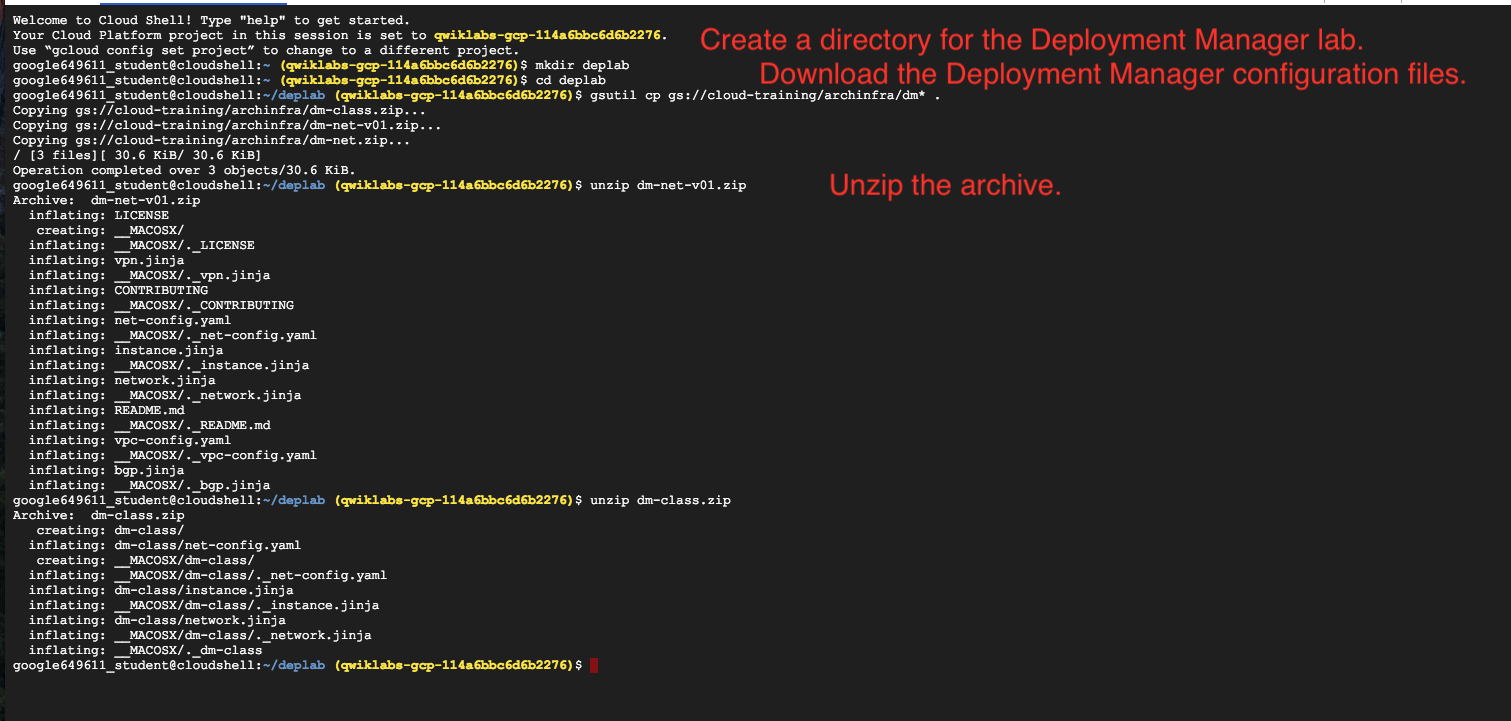 Welcome to Cloud Shell! Type "help" to get started.
Your Cloud Platform project in this session is set to qwiklabs-gcp-114a6bbc6d6b2276.
Create a directory for the Deployment Manager lab.
Use “gcloud config set project” to change to a different project.
google649611_student@cloudshell:~ (qwiklabs-gcp-114a6bbc6d6b2276)$ mkdir deplab
Download the Deployment Manager configuration files.
google649611_student@cloudshell:~ (qwiklabs-gcp-114a6bbc6d6b2276)$ cd deplab
google649611_student@cloudshell:~/deplab (qwiklabs-gcp-114a6bbc6d6b2276)$ gsutil cp gs://cloud-training/archinfra/dm* .
Copying gs://cloud-training/archinfra/dm-class.zip...
Copying gs://cloud-training/archinfra/dm-net-v01.zip...
Copying gs://cloud-training/archinfra/dm-net.zip...
/ [3 files][ 30.6 KiB/ 30.6 KiB]
Operation completed over 3 objects/30.6 KiB.
google649611_student@cloudshell:~/deplab (qwiklabs-gcp-114a6bbc6d6b2276)$ unzip dm-net-v01.zip
Unzip the archive.
Archive:  dm-net-v01.zip
  inflating: LICENSE
   creating: __MACOSX/
  inflating: __MACOSX/._LICENSE
  inflating: vpn.jinja
  inflating: __MACOSX/._vpn.jinja
  inflating: CONTRIBUTING
  inflating: __MACOSX/._CONTRIBUTING
  inflating: net-config.yaml
  inflating: __MACOSX/._net-config.yaml
  inflating: instance.jinja
  inflating: __MACOSX/._instance.jinja
  inflating: network.jinja
  inflating: __MACOSX/._network.jinja
  inflating: README.md
  inflating: __MACOSX/._README.md
  inflating: vpc-config.yaml
  inflating: __MACOSX/._vpc-config.yaml
  inflating: bgp.jinja
  inflating: __MACOSX/._bgp.jinja
google649611_student@cloudshell:~/deplab (qwiklabs-gcp-114a6bbc6d6b2276)$ unzip dm-class.zip
Archive:  dm-class.zip
   creating: dm-class/
  inflating: dm-class/net-config.yaml
   creating: __MACOSX/dm-class/
  inflating: __MACOSX/dm-class/._net-config.yaml
  inflating: dm-class/instance.jinja
  inflating: __MACOSX/dm-class/._instance.jinja
  inflating: dm-class/network.jinja
  inflating: __MACOSX/dm-class/._network.jinja
  inflating: __MACOSX/._dm-class
google649611_student@cloudshell:~/deplab (qwiklabs-gcp-114a6bbc6d6b2276)$